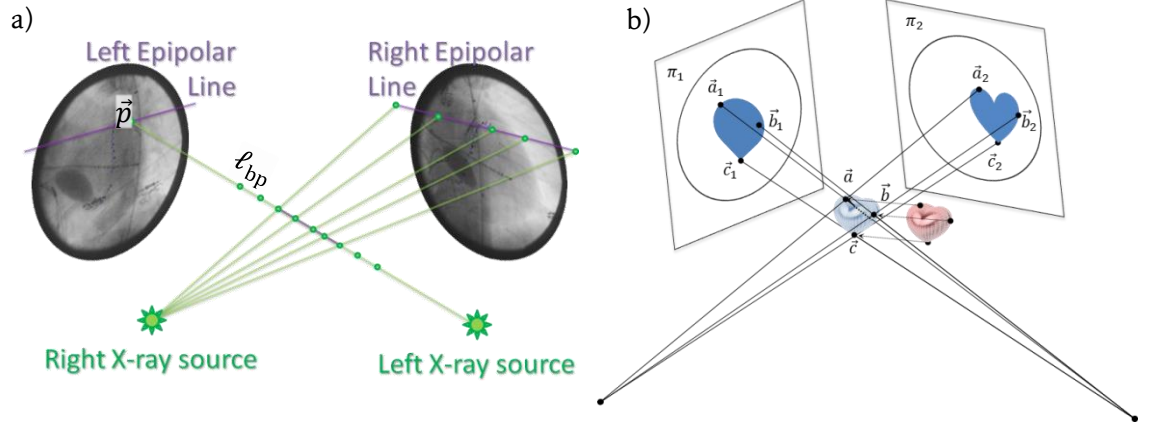 a)
Left Epipolar
Line
Right Epipolar
Line
p⃗
ℓbp
Right X-ray source
Left X-ray source
b)
π1
π2
a⃗1
b⃗1
c⃗1
a⃗2
b⃗2
c⃗2
a⃗
b⃗
c⃗